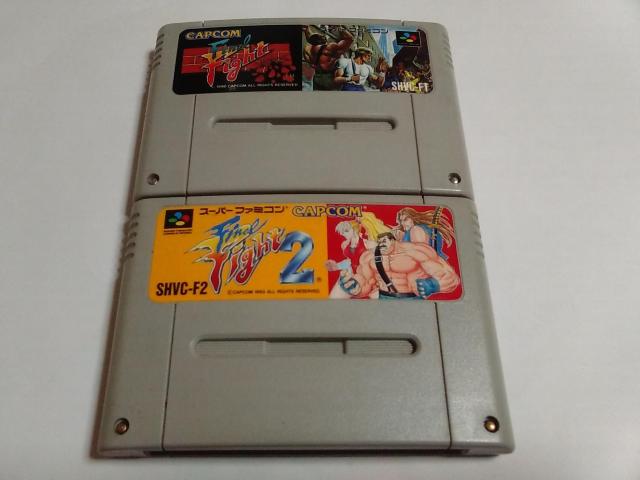 CAPCOM
Final Fight
1990 CAPCOM ALL RIGHTS RESERVED.
SHVC-FT
スーパーファミコン CAPCOM
Final Fight 2
SHVC-F2
©CAPCOM 1993 ALL RIGHTS RESERVED.